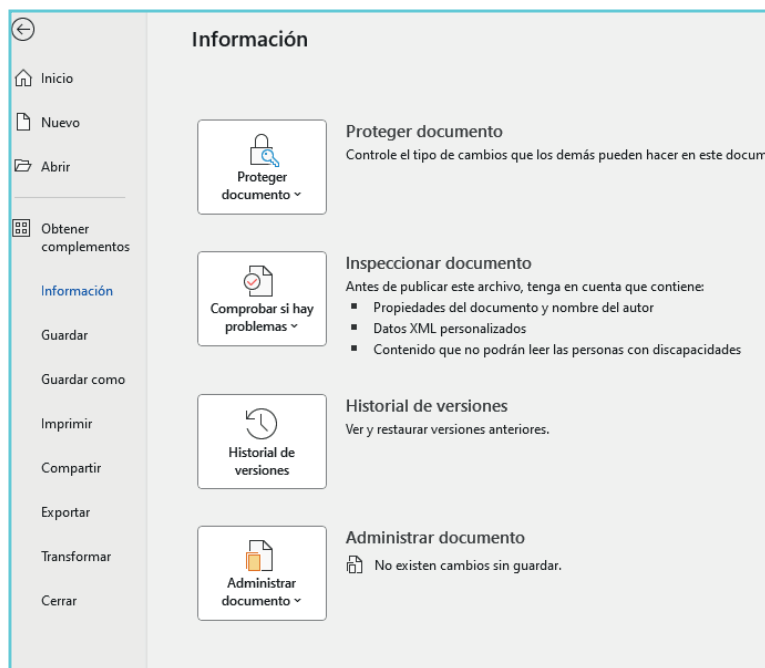 Información
Inicio
Nuevo
Abrir
Obtener
complementos
Información
Guardar
Guardar como
Imprimir
Compartir
Exportar
Transformar
Cerrar
Proteger
documento
Proteger documento
Controle el tipo de cambios que los demás pueden hacer en este docum
Comprobar si hay
problemas
Inspeccionar documento
Antes de publicar este archivo, tenga en cuenta que contiene:
▪ Propiedades del documento y nombre del autor
▪ Datos XML personalizados
▪ Contenido que no podrán leer las personas con discapacidades
Historial de
versiones
Historial de versiones
Ver y restaurar versiones anteriores.
Administrar
documento
Administrar documento
No existen cambios sin guardar.